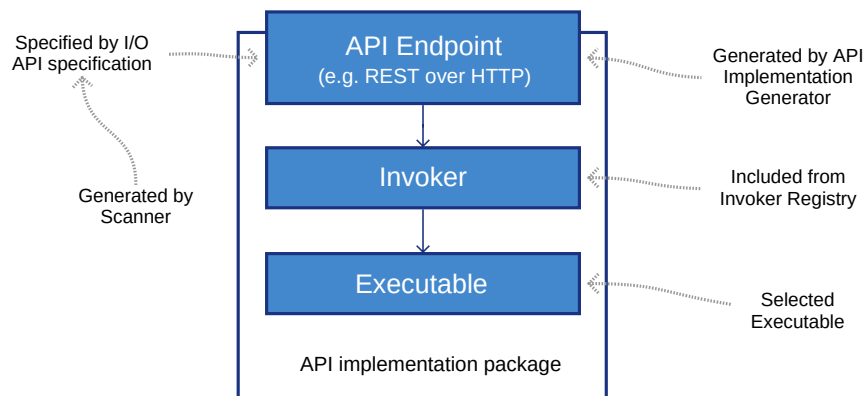 Specified by I/O
API specification
API Endpoint
(e.g. REST over HTTP)
Generated by API
Implementation
Generator
Generated by
Scanner
Invoker
Included from
Invoker Registry
Executable
Selected
Executable
API implementation package